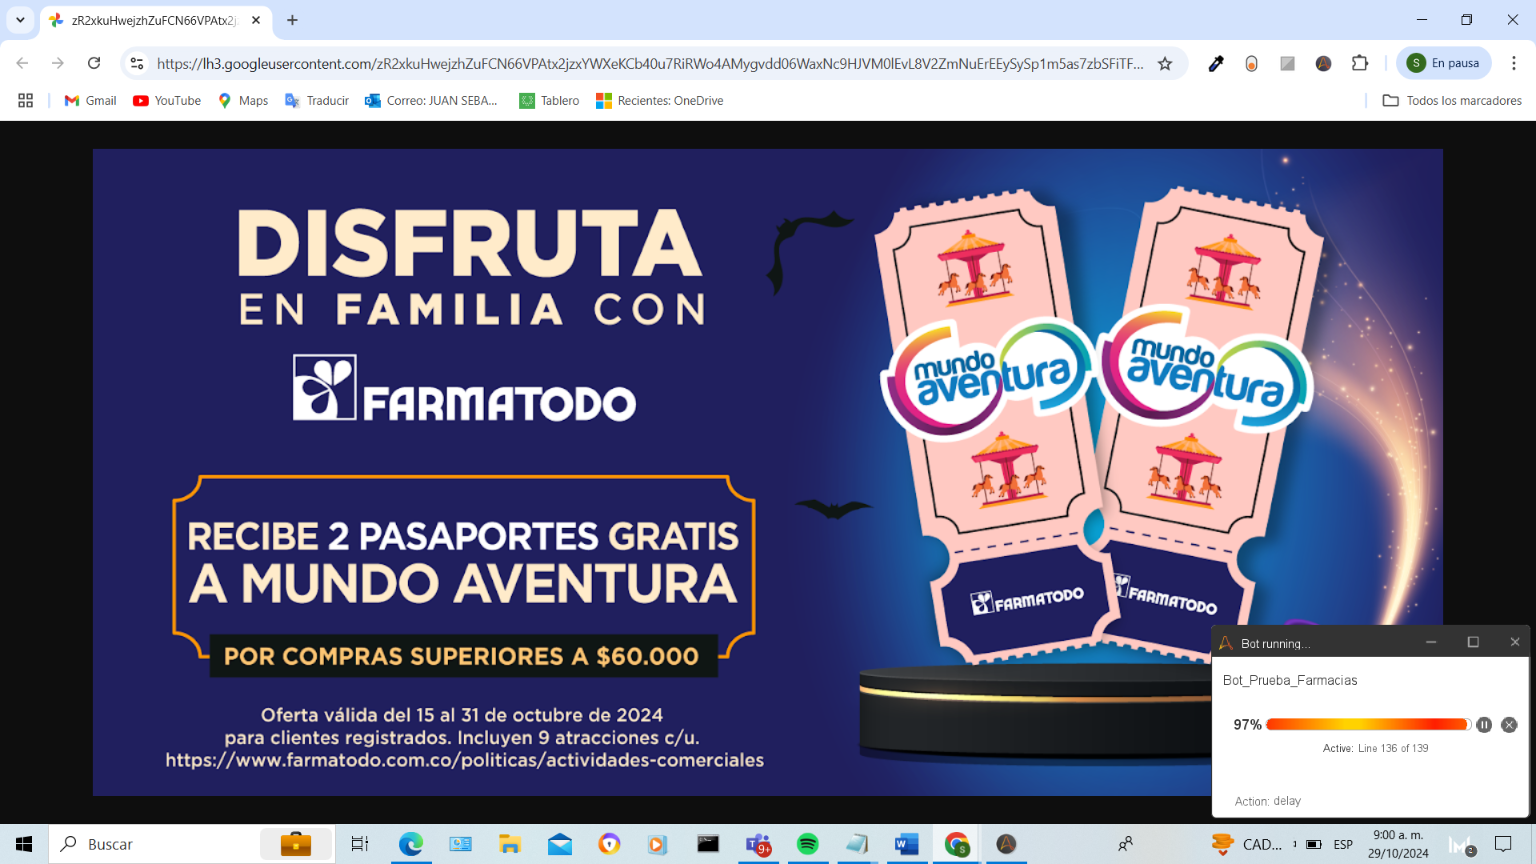 zR2xkuHwejzhZuFCN66VPAtx2j
https://lh3.googleusercontent.com/zR2xkuHwejzhZuFCN66VPAtx2jzxYWXeKCb40u7RiRWo4AMygvdd06WaxNc9HJVM0lEvL8V2ZmNuErEEySySp1m5as7zbSFiTF...
S En pausa
Gmail
YouTube
Maps
Traducir
Correo: JUAN SEBA...
Tablero
Recientes: OneDrive
Todos los marcadores
DISFRUTA
EN FAMILIA CON
FARMATODO
RECIBE 2 PASAPORTES GRATIS
A MUNDO AVENTURA
POR COMPRAS SUPERIORES A $60.000
Oferta válida del 15 al 31 de octubre de 2024
para clientes registrados. Incluyen 9 atracciones c/u.
https://www.farmatodo.com.co/politicas/actividades-comerciales
mundo
aventura
mundo
aventura
FARMATODO
FARMATODO
Bot running...
Bot_Prueba_Farmacias
97%
Active: Line 136 of 139
Action: delay
Buscar
9+
S
CAD...
ESP
9:00 a. m.
29/10/2024